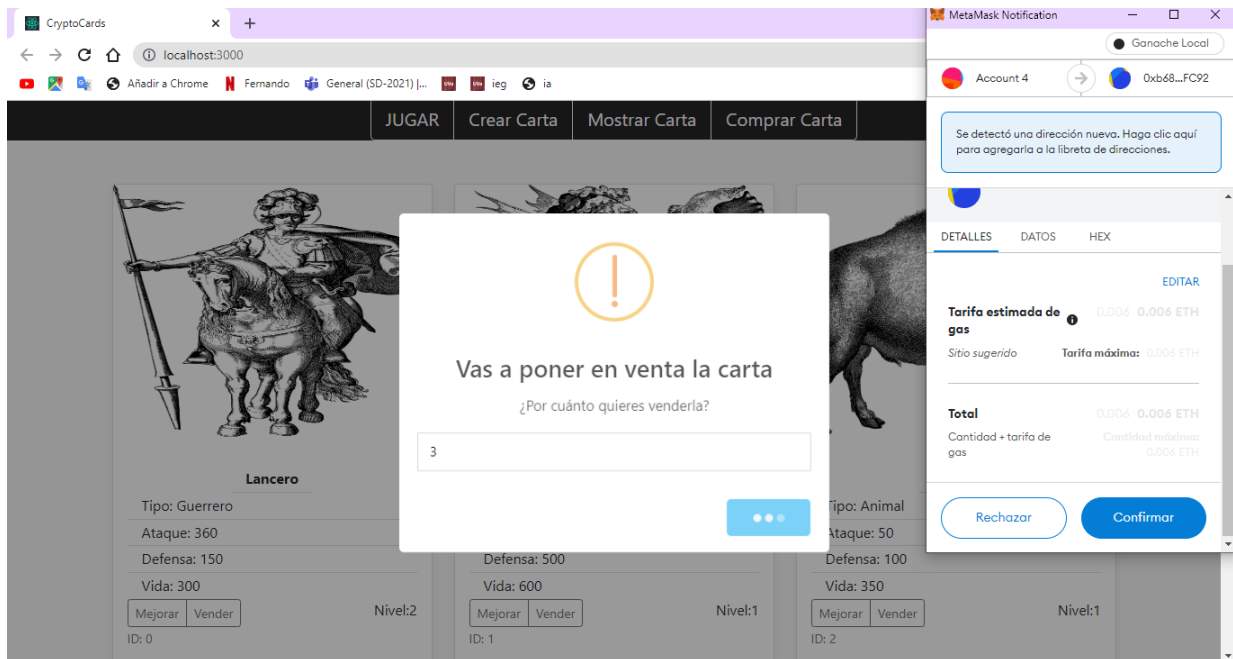 CryptoCards
localhost:3000
Añadir a Chrome Fernando General (SD-2021) |... ieg ia
JUGAR Crear Carta Mostrar Carta Comprar Carta
Lancero
Tipo: Guerrero
Ataque: 360
Defensa: 150
Vida: 300
Mejorar Vender Nivel:2
ID: 0
Defensa: 500
Vida: 600
Mejorar Vender Nivel:1
ID: 1
Tipo: Animal
Ataque: 50
Defensa: 100
Vida: 350
Mejorar Vender Nivel:1
ID: 2
Vas a poner en venta la carta
¿Por cuánto quieres venderla?
3
MetaMask Notification
Ganache Local
Account 4 0xb68...FC92
Se detectó una dirección nueva. Haga clic aquí
para agregarla a la libreta de direcciones.
DETALLES DATOS HEX
EDITAR
Tarifa estimada de 0.006 0.006 ETH
gas
Sitio sugerido Tarifa máxima: 0.006 ETH
Total 0.006 0.006 ETH
Cantidad + tarifa de Cantidad máxima:
gas 0.006 ETH
Rechazar Confirmar